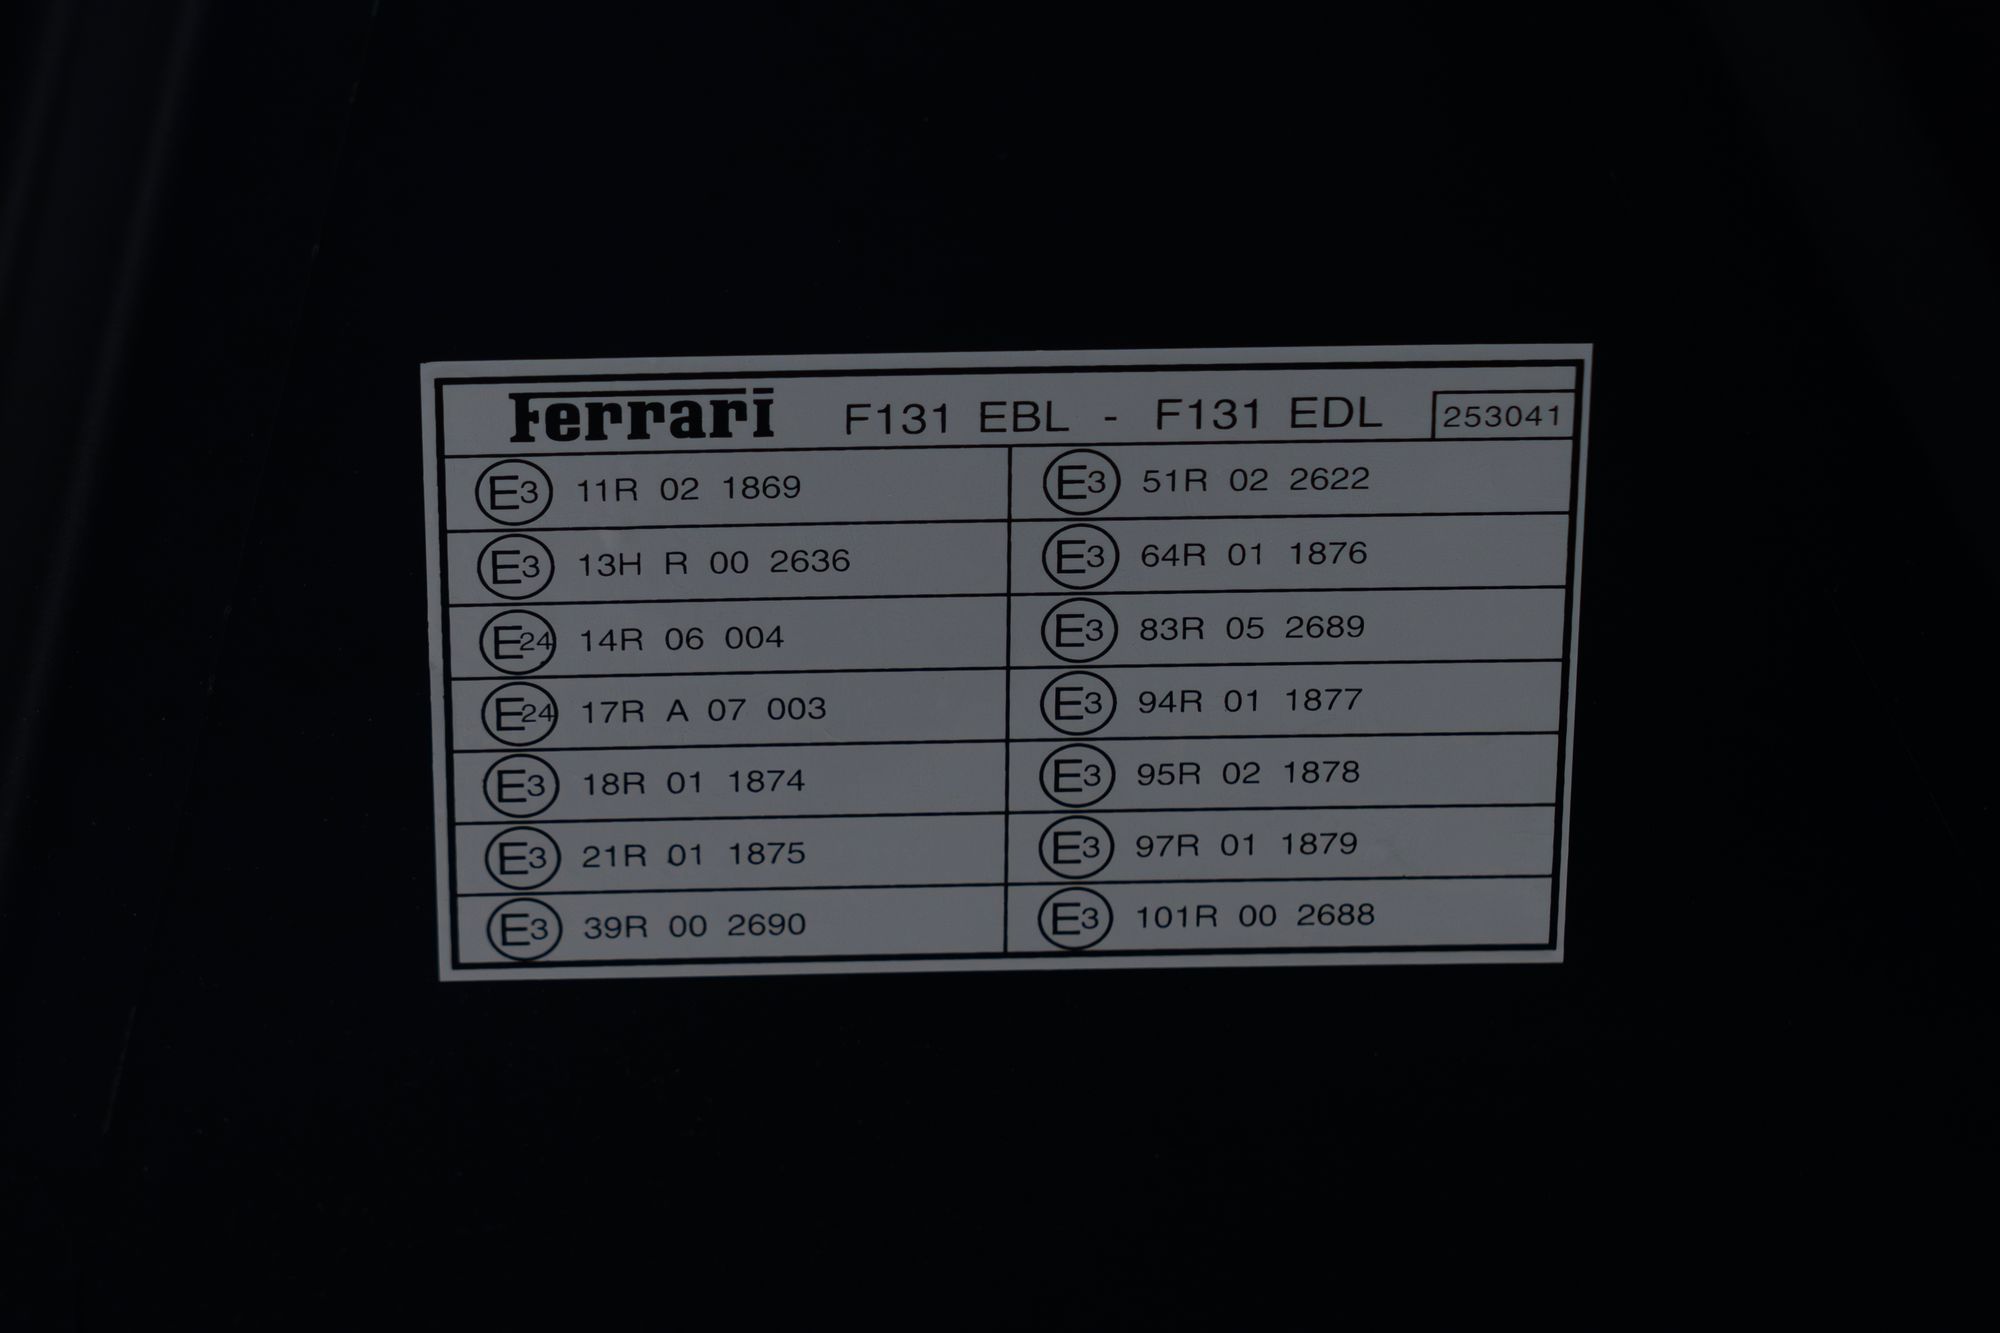 Ferrari F131 EBL - F131 EDL 253041
E3 11R 02 1869
E3 13H R 00 2636
E24 14R 06 004
E24 17R A 07 003
E3 18R 01 1874
E3 21R 01 1875
E3 39R 00 2690
E3 51R 02 2622
E3 64R 01 1876
E3 83R 05 2689
E3 94R 01 1877
E3 95R 02 1878
E3 97R 01 1879
E3 101R 00 2688